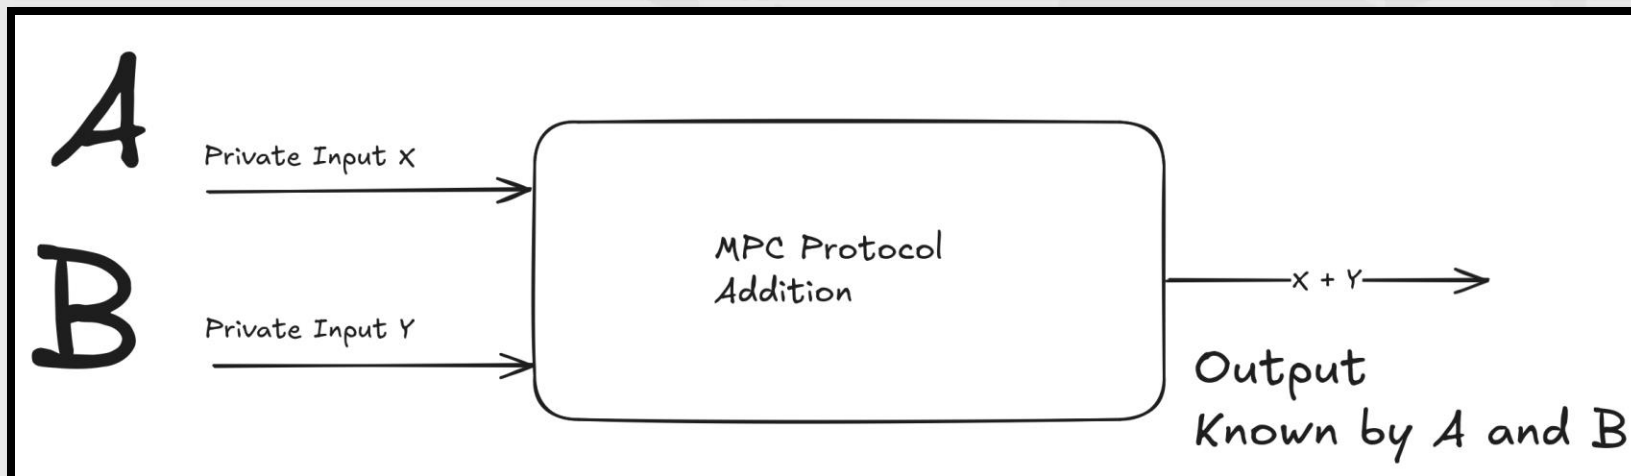 A
Private Input X
B
Private Input Y
MPC Protocol
Addition
X + Y
Output
Known by A and B